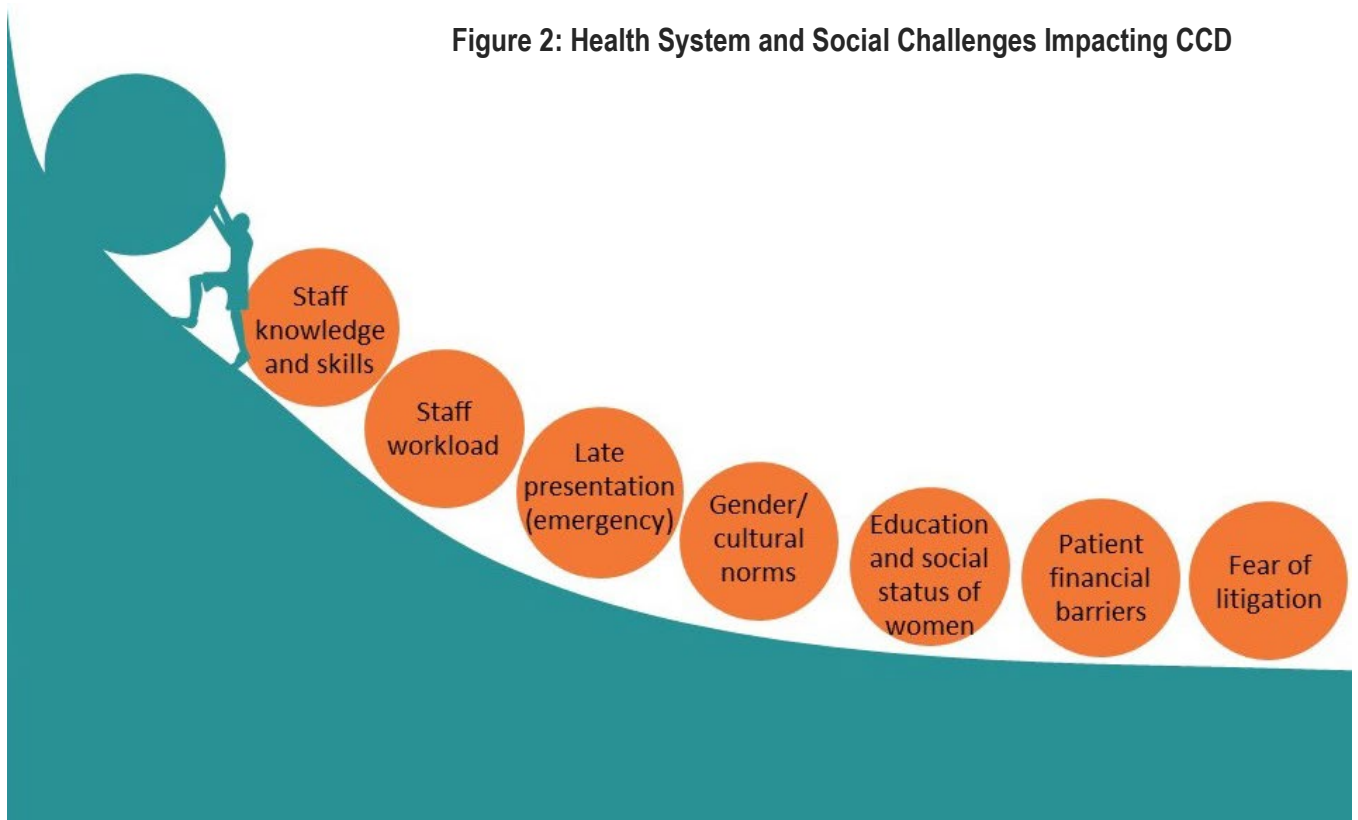 Figure 2: Health System and Social Challenges Impacting CCD
Staff
knowledge
and skills
Staff
workload
Late
presentation
(emergency)
Gender/
cultural
norms
Education
and social
status of
women
Patient
financial
barriers
Fear of
litigation